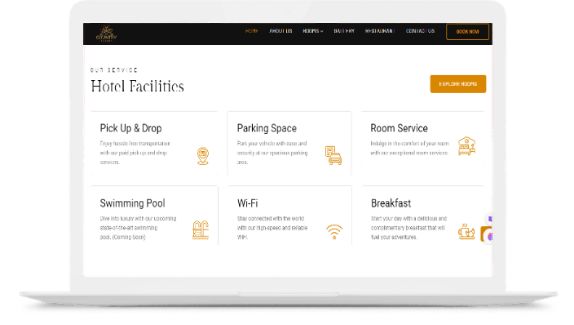 HOME ABOUT US ROOMS GALLERY RESTAURANT CONTACT US BOOK NOW
OUR SERVICE
Hotel Facilities
EXPLORE ROOMS
Pick Up & Drop
Enjoy hassle free transportation
with our paid pick up and drop
services.
Parking Space
Park your vehicle with ease and
security at our spacious parking
area.
Room Service
Indulge in the comfort of your room
with our exceptional room service.
Swimming Pool
Dive into luxury with our upcoming
state-of-the-art swimming
pool. (Coming Soon)
Wi-Fi
Stay connected with the world
with our high-speed and reliable
WiFi.
Breakfast
Start your day with a delicious and
complimentary breakfast that will
fuel your adventures.